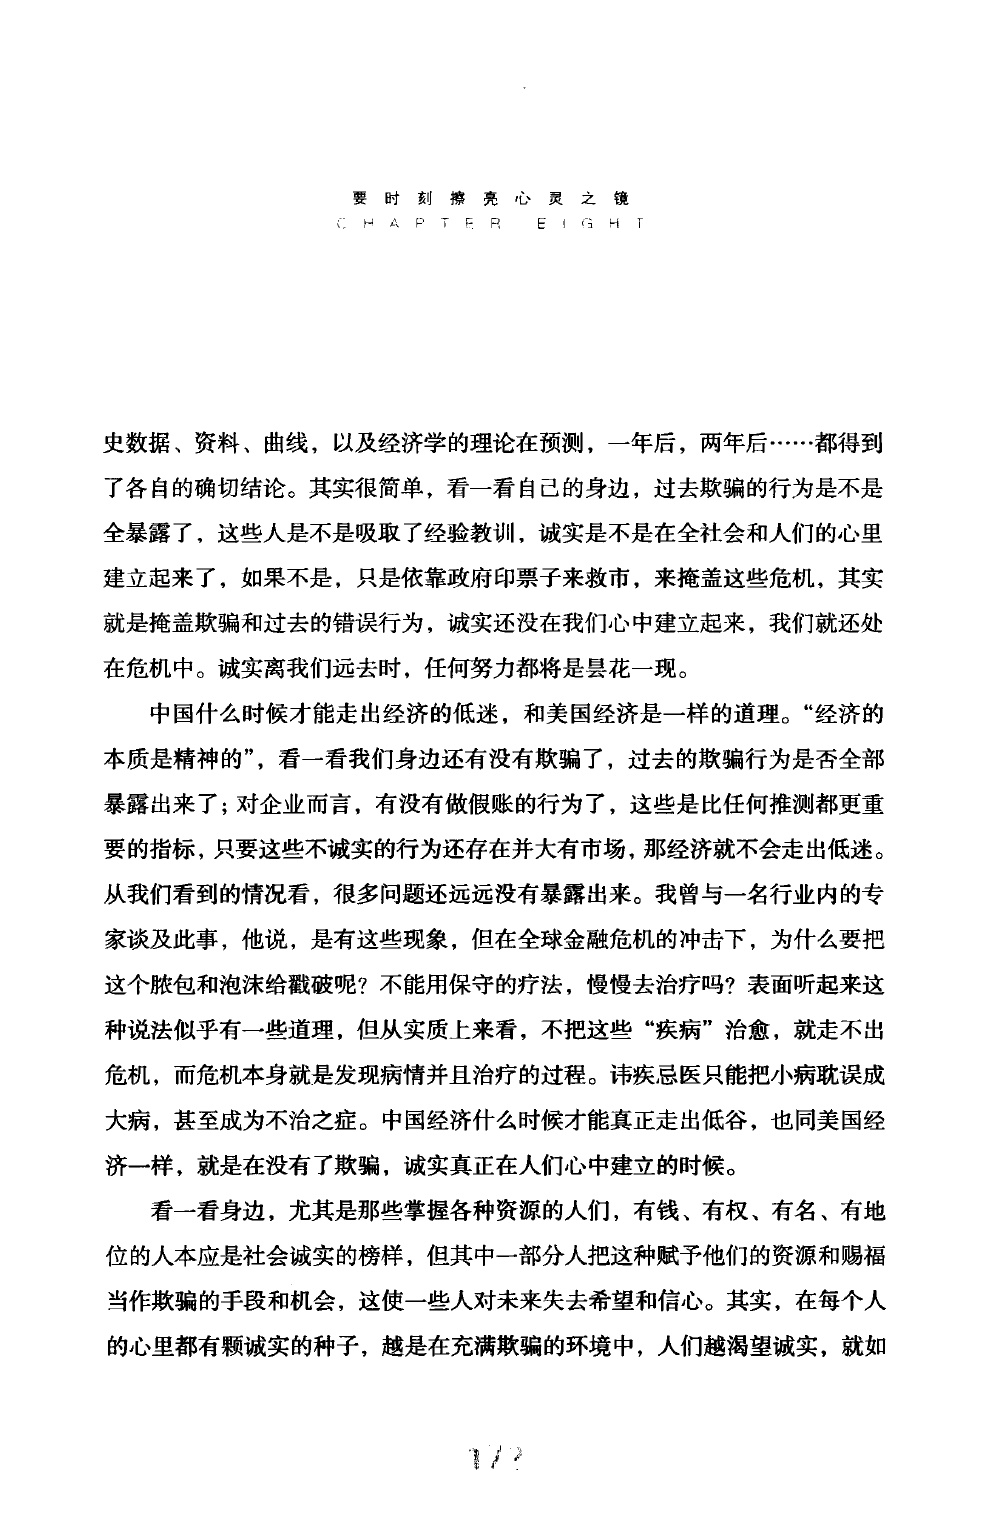 要时刻擦亮心灵之镜
CHAPTER EIGHT
史数据、资料、曲线，以及经济学的理论在预测，一年后，两年后……都得到
了各自的确切结论。其实很简单，看一看自己的身边，过去欺骗的行为是不是
全暴露了，这些人是不是吸取了经验教训，诚实是不是在全社会和人们的心里
建立起来了，如果不是，只是依靠政府印票子来救市，来掩盖这些危机，其实
就是掩盖欺骗和过去的错误行为，诚实还没在我们心中建立起来，我们就还处
在危机中。诚实离我们远去时，任何努力都将是昙花一现。
中国什么时候才能走出经济的低迷，和美国经济是一样的道理。“经济的
本质是精神的”，看一看我们身边还有没有欺骗了，过去的欺骗行为是否全部
暴露出来了；对企业而言，有没有做假账的行为了，这些是比任何推测都更重
要的指标，只要这些不诚实的行为还存在并大有市场，那经济就不会走出低迷。
从我们看到的情况看，很多问题还远远没有暴露出来。我曾与一名行业内的专
家谈及此事，他说，是有这些现象，但在全球金融危机的冲击下，为什么要把
这个脓包和泡沫给戳破呢？不能用保守的疗法，慢慢去治疗吗？表面听起来这
种说法似乎有一些道理，但从实质上来看，不把这些“疾病”治愈，就走不出
危机，而危机本身就是发现病情并且治疗的过程。讳疾忌医只能把小病耽误成
大病，甚至成为不治之症。中国经济什么时候才能真正走出低谷，也同美国经
济一样，就是在没有了欺骗，诚实真正在人们心中建立的时候。
看一看身边，尤其是那些掌握各种资源的人们，有钱、有权、有名、有地
位的人本应是社会诚实的榜样，但其中一部分人把这种赋予他们的资源和赐福
当作欺骗的手段和机会，这使一些人对未来失去希望和信心。其实，在每个人
的心里都有颗诚实的种子，越是在充满欺骗的环境中，人们越渴望诚实，就如